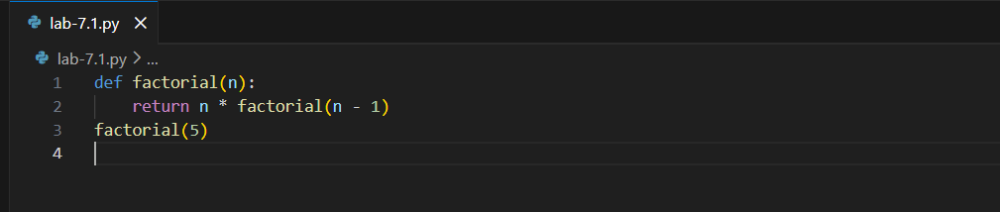 lab-7.1.py
lab-7.1.py > ...
1 def factorial(n):
2     return n * factorial(n - 1)
3 factorial(5)
4